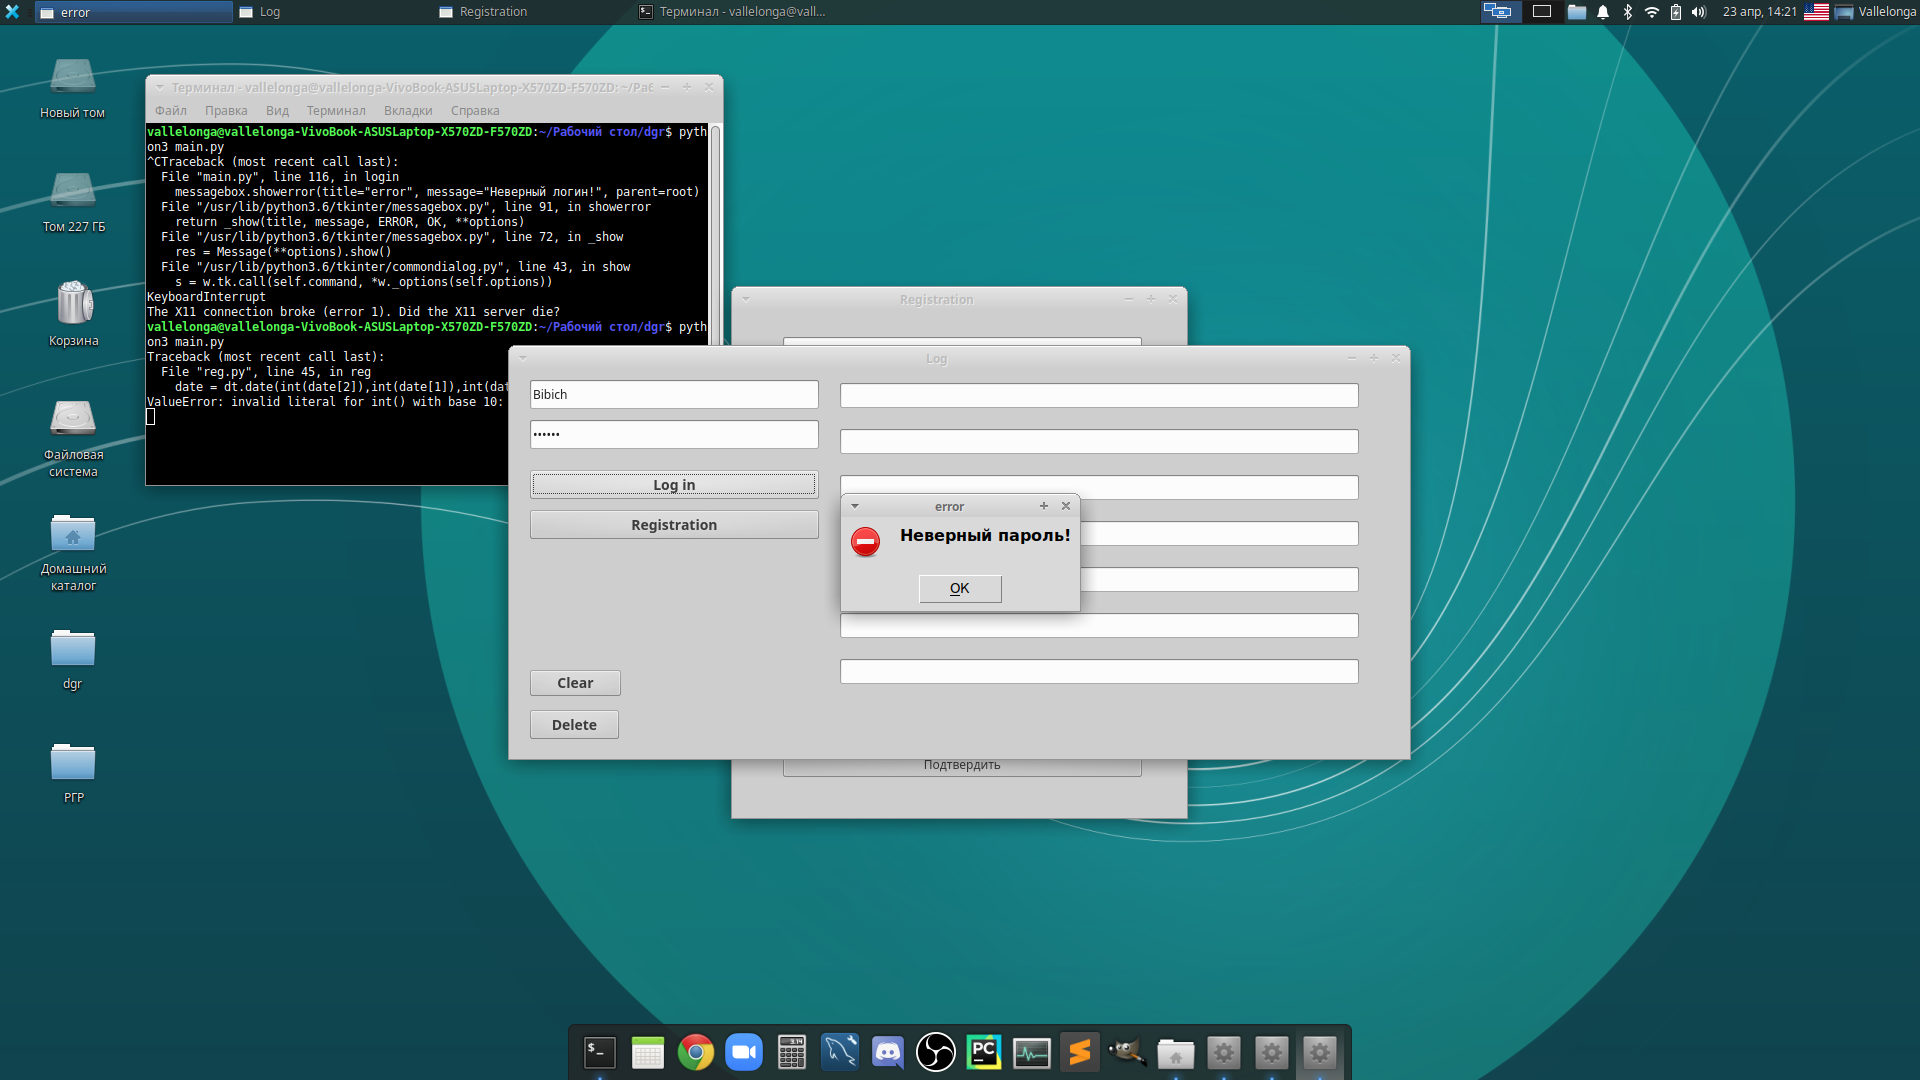 error
Log
Registration
Терминал - vallelonga@vall...
23 апр, 14:21
Vallelonga
Новый том
Том 227 ГБ
Корзина
Файловая
система
Домашний
каталог
dgr
РГР
Терминал - vallelonga@vallelonga-VivoBook-ASUSLaptop-X570ZD-F570ZD: ~/Раб
Файл Правка Вид Терминал Вкладки Справка
vallelonga@vallelonga-VivoBook-ASUSLaptop-X570ZD-F570ZD:~/Рабочий стол/dgr$ pyth
on3 main.py
^CTraceback (most recent call last):
File "main.py", line 116, in login
messagebox.showerror(title="error", message="Неверный логин!", parent=root)
File "/usr/lib/python3.6/tkinter/messagebox.py", line 91, in showerror
return _show(title, message, ERROR, OK, **options)
File "/usr/lib/python3.6/tkinter/messagebox.py", line 72, in _show
res = Message(**options).show()
File "/usr/lib/python3.6/tkinter/commondialog.py", line 43, in show
s = w.tk.call(self.command, *w._options(self.options))
KeyboardInterrupt
The X11 connection broke (error 1). Did the X11 server die?
vallelonga@vallelonga-VivoBook-ASUSLaptop-X570ZD-F570ZD:~/Рабочий стол/dgr$ pyth
on3 main.py
Traceback (most recent call last):
File "reg.py", line 45, in reg
date = dt.date(int(date[2]),int(date[1]),int(dat
ValueError: invalid literal for int() with base 10:
Registration
Подтвердить
Log
Bibich
••••••
Log in
Registration
Clear
Delete
error
Неверный пароль!
OK
$_
3.14
PC